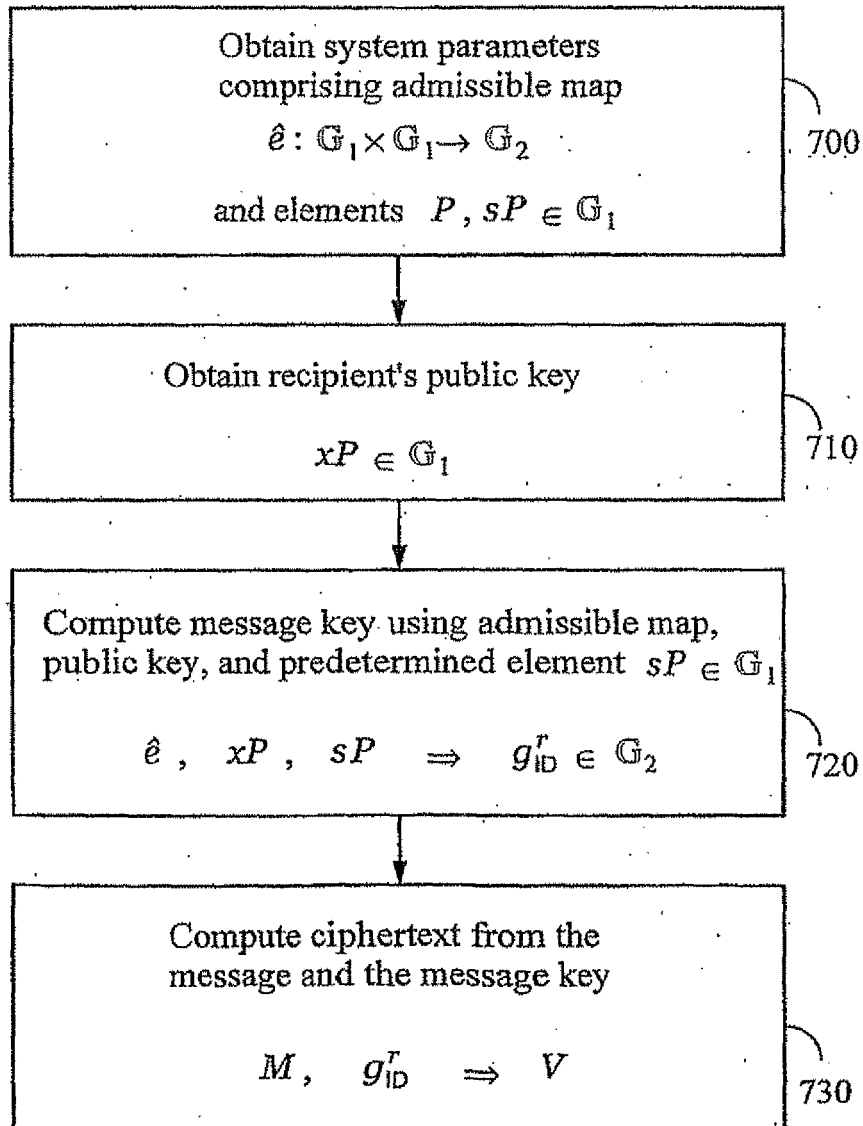 Obtain system parameters
comprising admissible map
ê : 𝔾₁ × 𝔾₁ → 𝔾₂
and elements P , sP ∈ 𝔾₁
700
Obtain recipient's public key
xP ∈ 𝔾₁
710
Compute message key using admissible map,
public key, and predetermined element sP ∈ 𝔾₁
ê , xP , sP ⇒ g_ID^r ∈ 𝔾₂
720
Compute ciphertext from the
message and the message key
M , g_ID^r ⇒ V
730